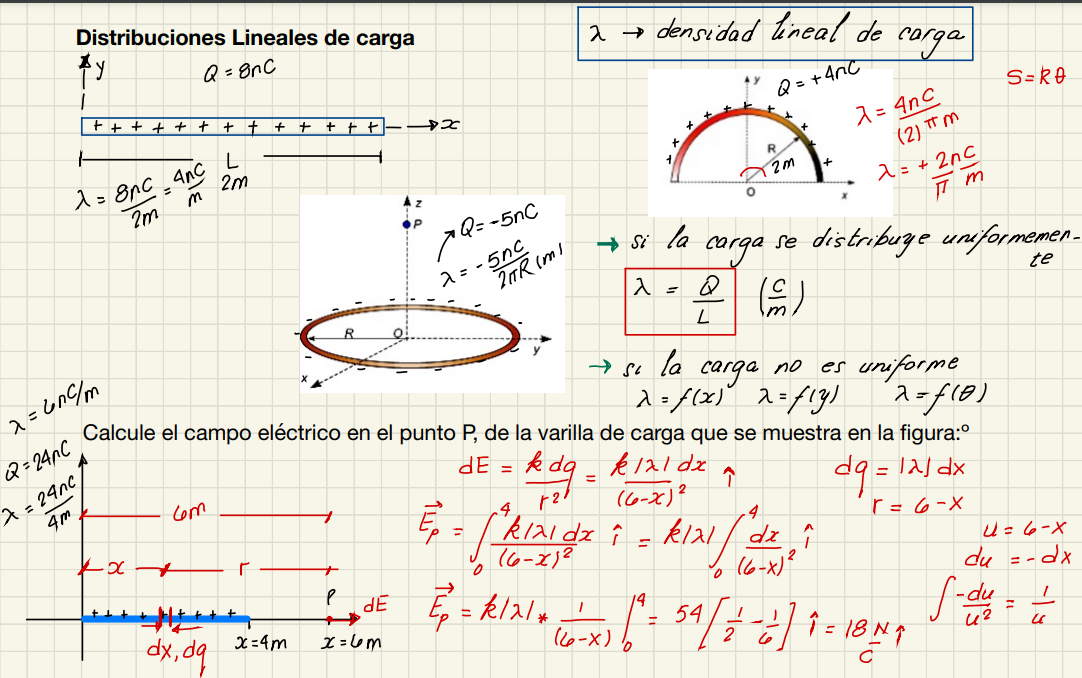 Distribuciones Lineales de carga
λ → densidad lineal de carga
y
Q = 8nC
+ + + + + + + + + + + + + +
x
L
2m
λ = 8nC/2m = 4nC/m
y
Q = +4nC
+ + + + + + + + +
R
2m
O
x
S = Rθ
λ = 4nC/(2)πm
λ = + 2nC/π m
z
P
Q = -5nC
λ = - 5nC/2πR (m)
R
O
y
x
→ si la carga se distribuye uniformemen-
te
λ = Q/L (C/m)
→ si la carga no es uniforme
λ = f(x) λ = f(y) λ = f(θ)
λ = 6nC/m
Calcule el campo eléctrico en el punto P, de la varilla de carga que se muestra en la figura:º
Q = 24nC
λ = 24nC/4m
6m
x
r
+ + + + + + + + + +
P
dE
dx, dq
x = 4m
x = 6m
dE = k dq/r² = k|λ|dx/(6-x)² î
dq = |λ|dx
r = 6-x
E⃗p = ∫₀⁴ k|λ|dx/(6-x)² î = k|λ| ∫₀⁴ dx/(6-x)² î
u = 6-x
du = -dx
∫ -du/u² = 1/u
E⃗p = k|λ| * 1/(6-x) ]₀⁴ = 54 [1/2 - 1/6] î = 18 N/C î